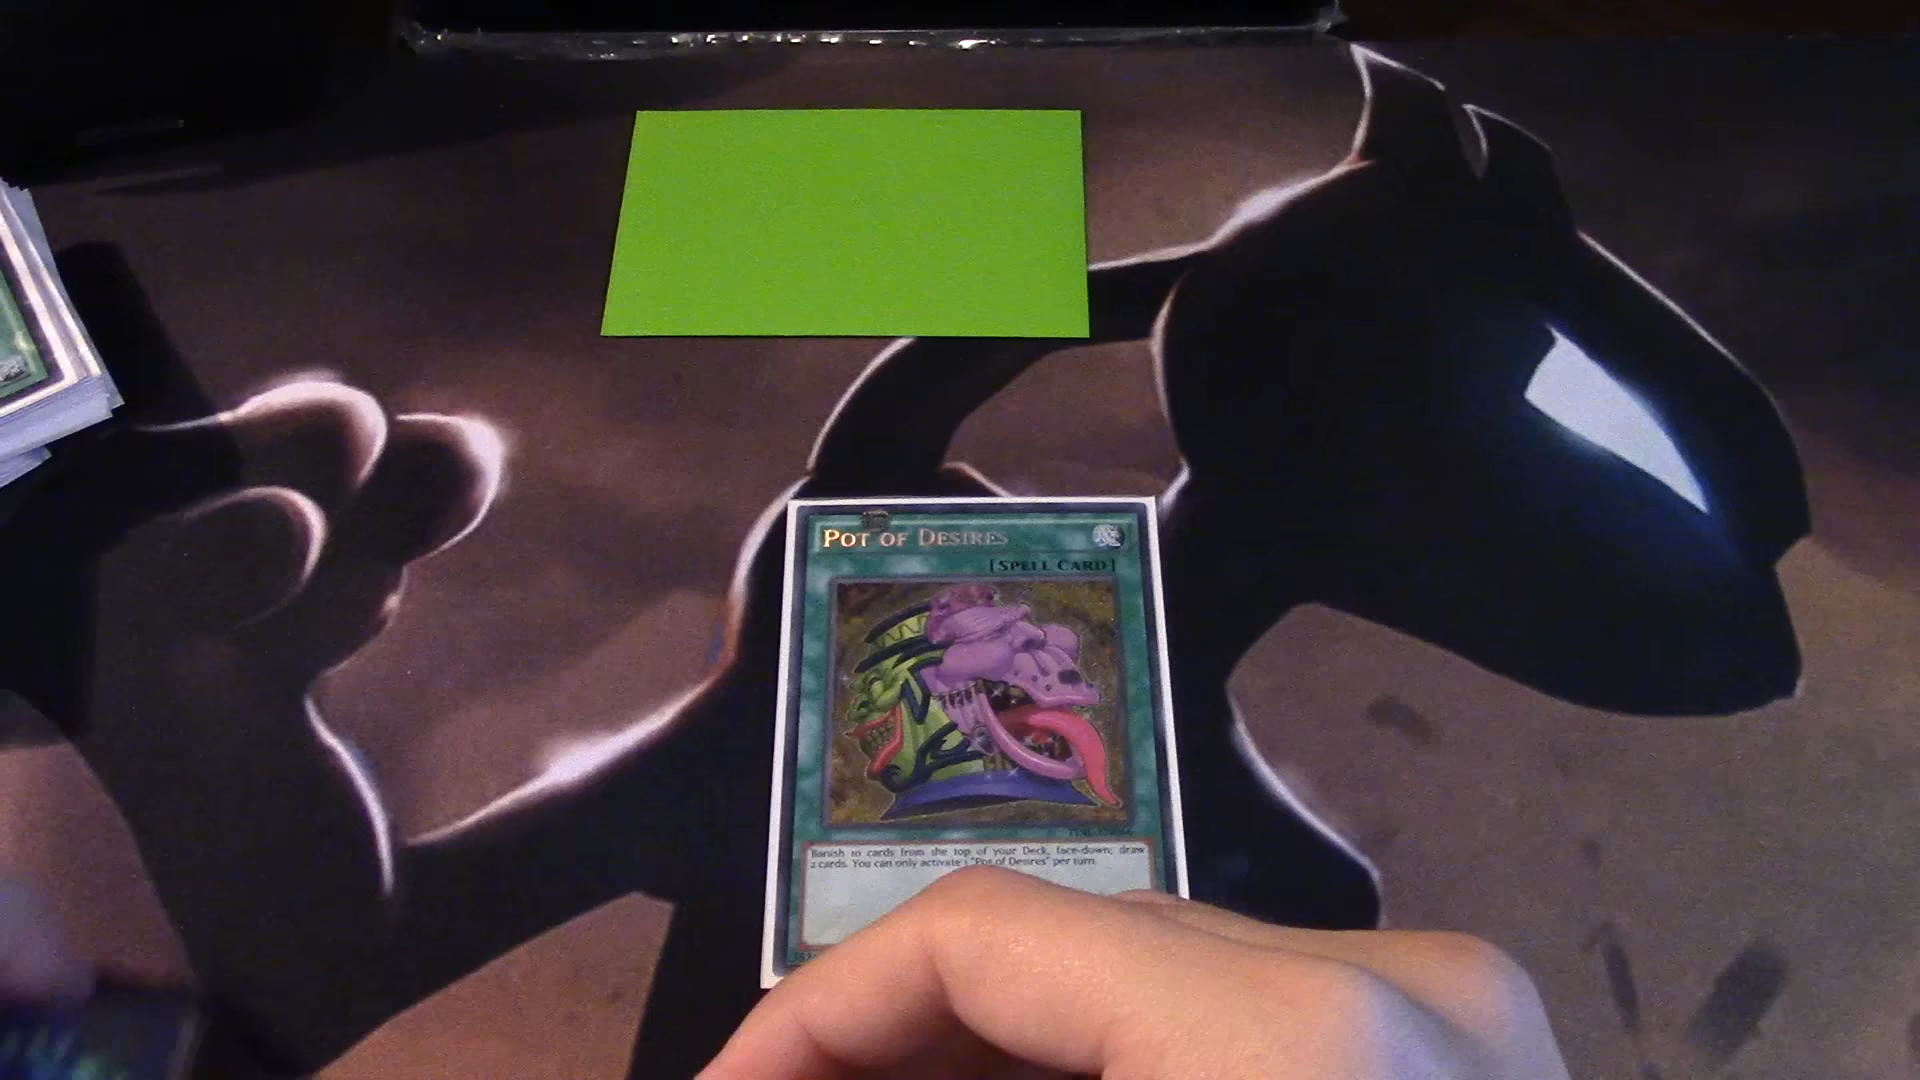 Pot of Desires
[Spell Card]
Banish 10 cards from the top of your Deck, face-down; draw
2 cards. You can only activate 1 "Pot of Desires" per turn.